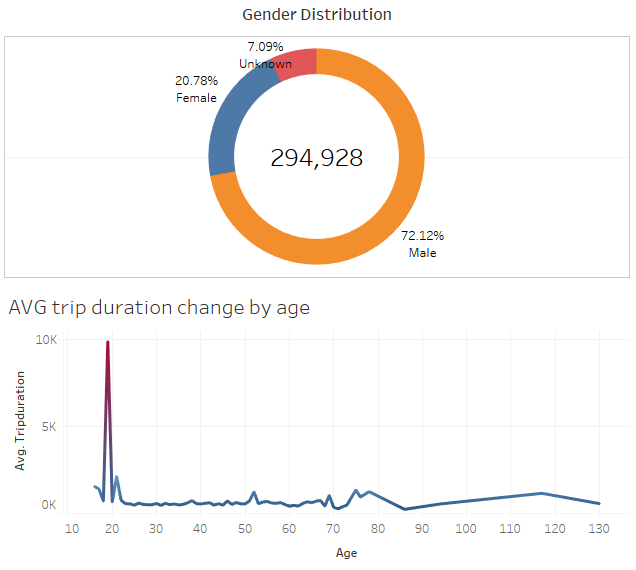 Gender Distribution
7.09%
Unknown
20.78%
Female
294,928
72.12%
Male
AVG trip duration change by age
10K
5K
0K
Avg. Tripduration
10 20 30 40 50 60 70 80 90 100 110 120 130
Age